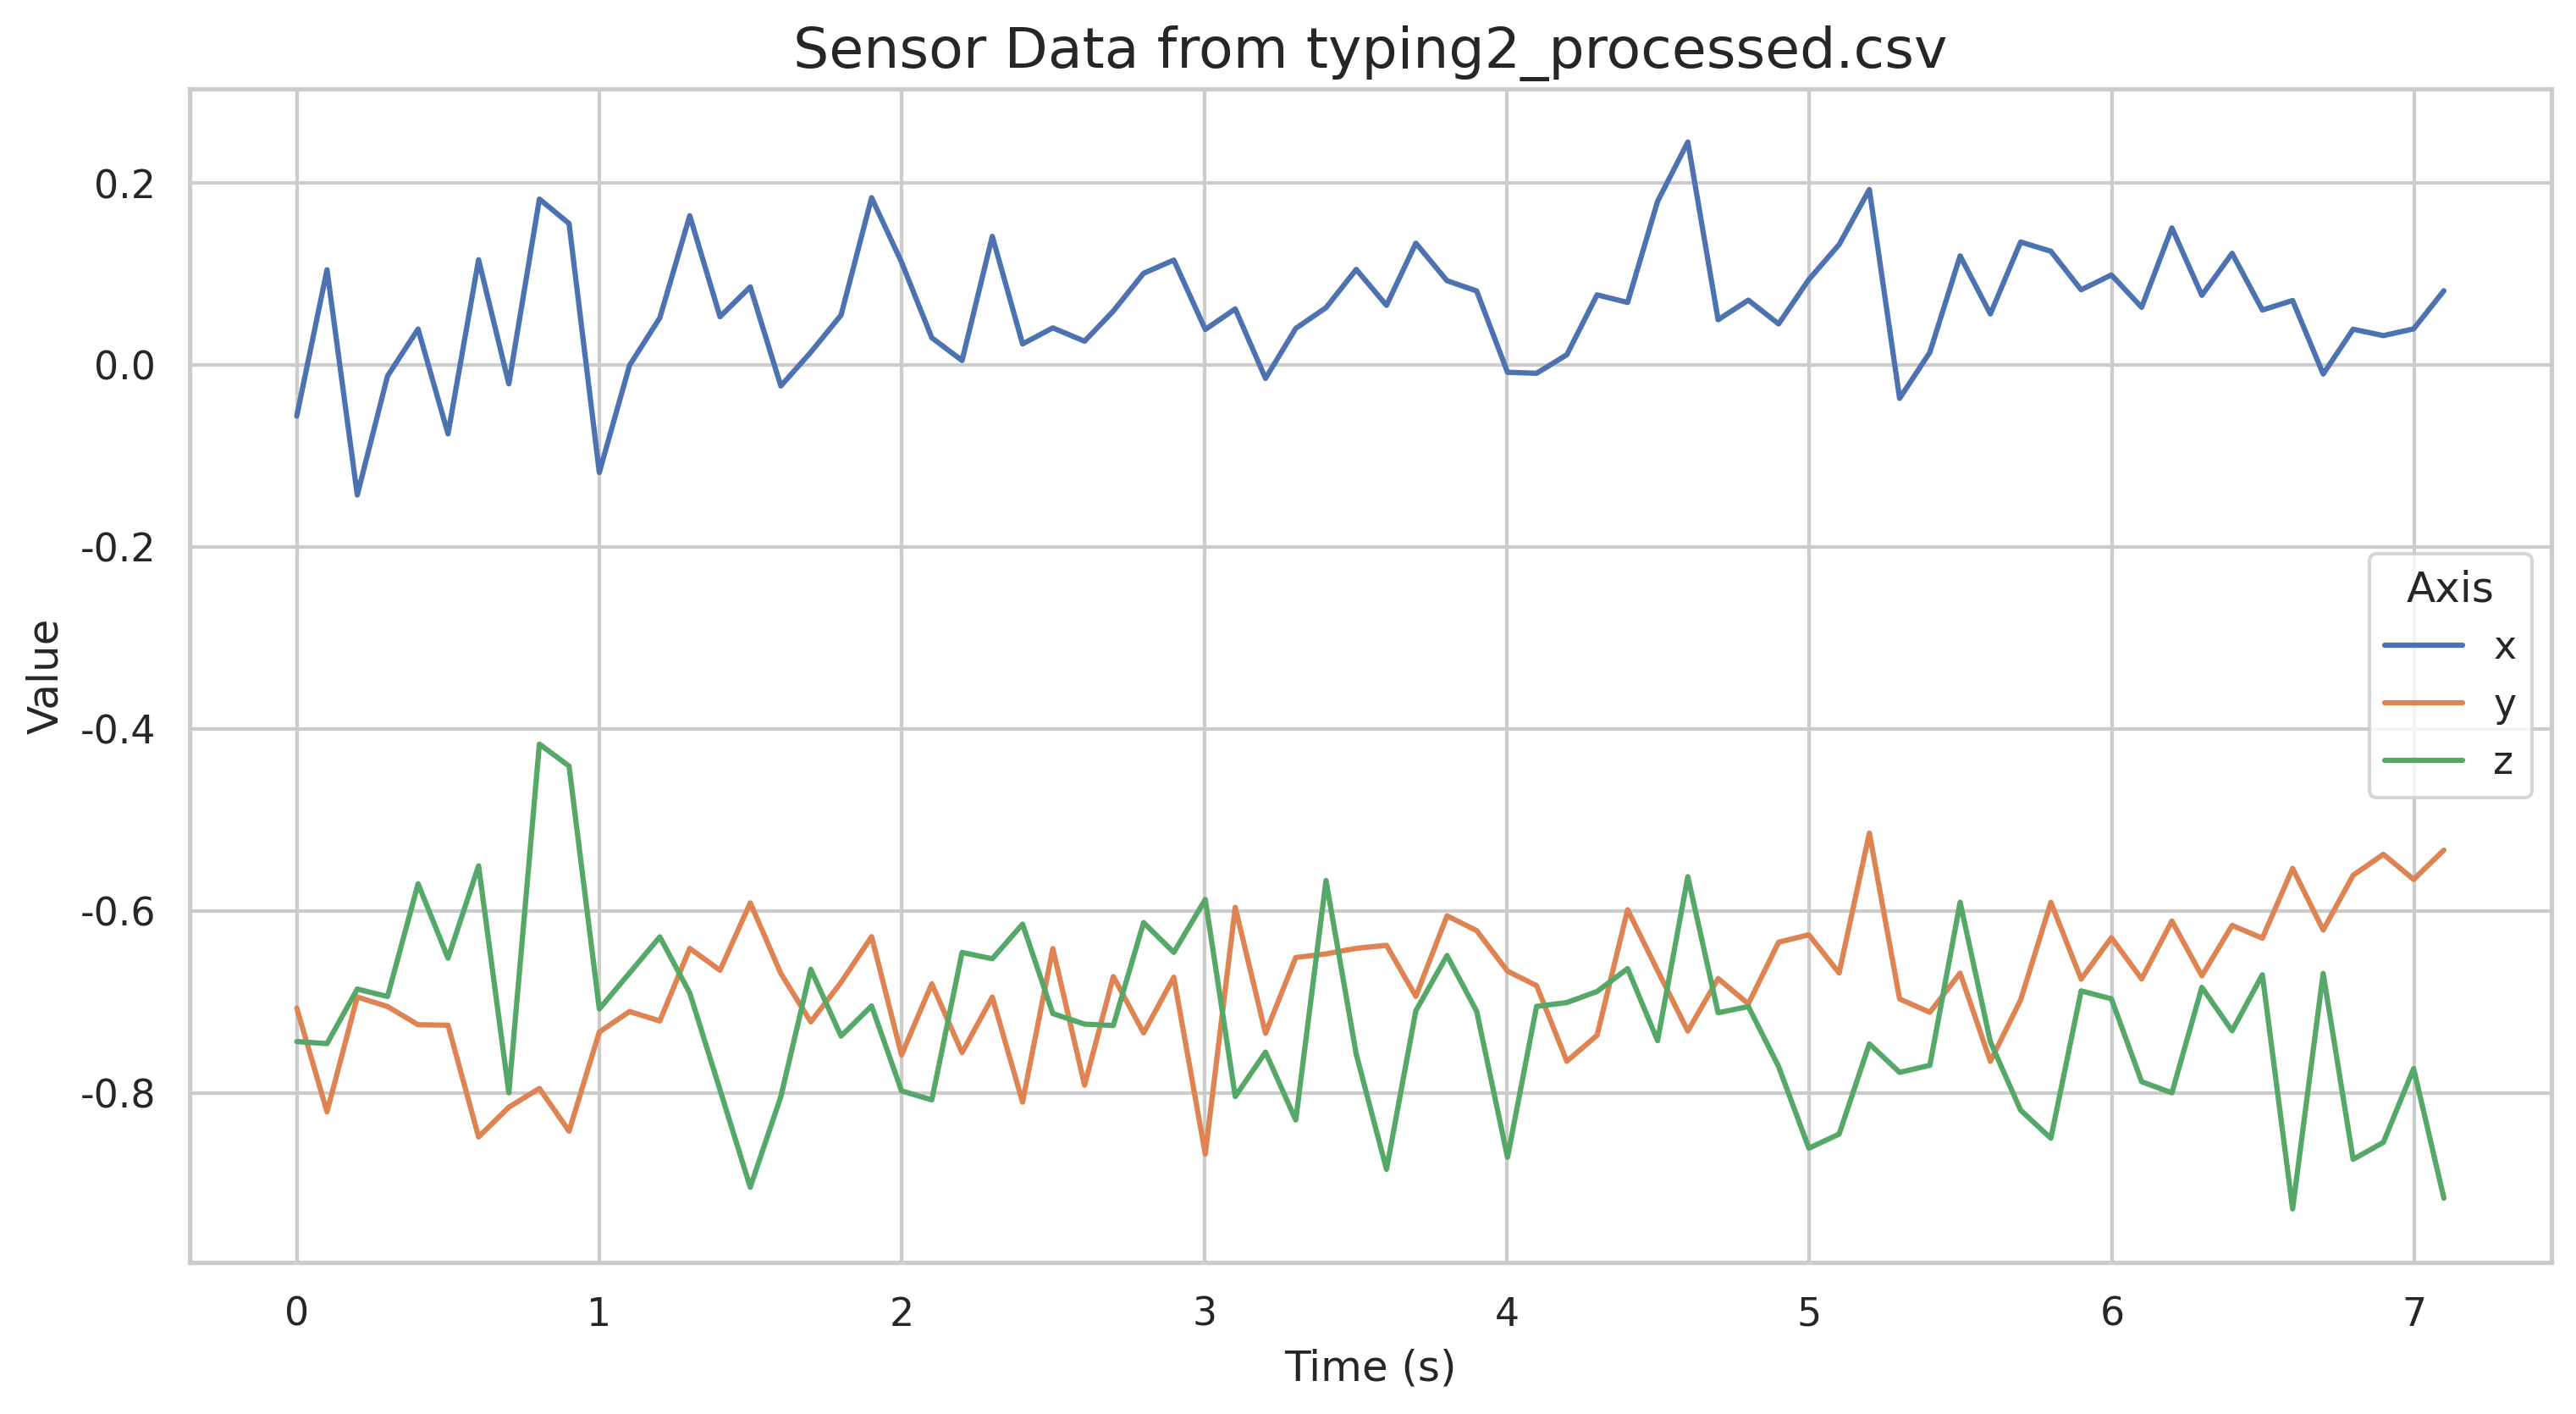 Sensor Data from typing2_processed.csv
0.2
0.0
-0.2
-0.4
-0.6
-0.8
Value
Axis
x
y
z
0 1 2 3 4 5 6 7
Time (s)